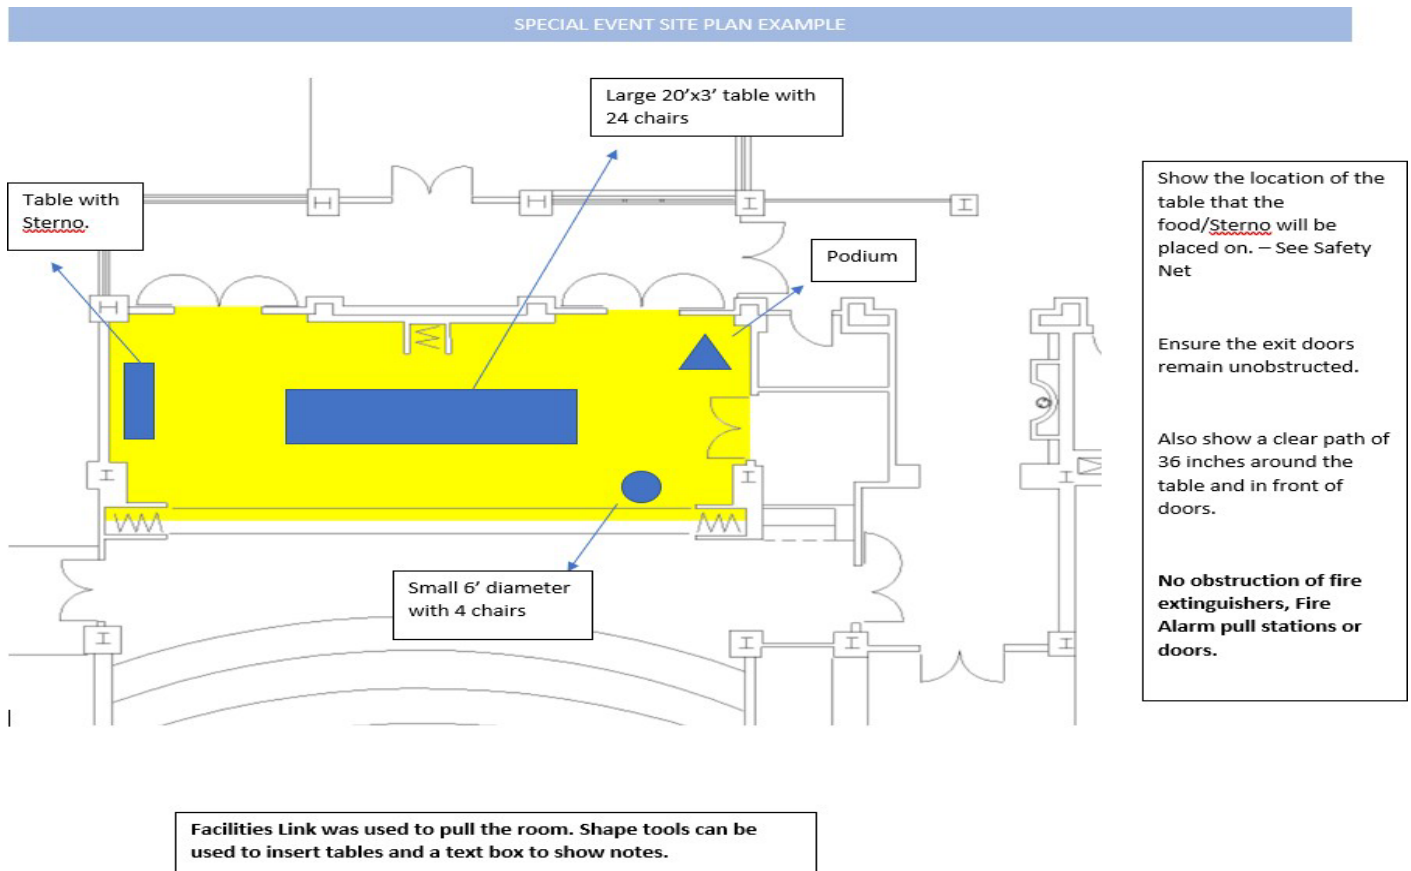 SPECIAL EVENT SITE PLAN EXAMPLE
Large 20’x3’ table with
24 chairs
Table with
Sterno.
Podium
Small 6’ diameter
with 4 chairs
Show the location of the
table that the
food/Sterno will be
placed on. – See Safety
Net
Ensure the exit doors
remain unobstructed.
Also show a clear path of
36 inches around the
table and in front of
doors.
No obstruction of fire
extinguishers, Fire
Alarm pull stations or
doors.
Facilities Link was used to pull the room. Shape tools can be
used to insert tables and a text box to show notes.